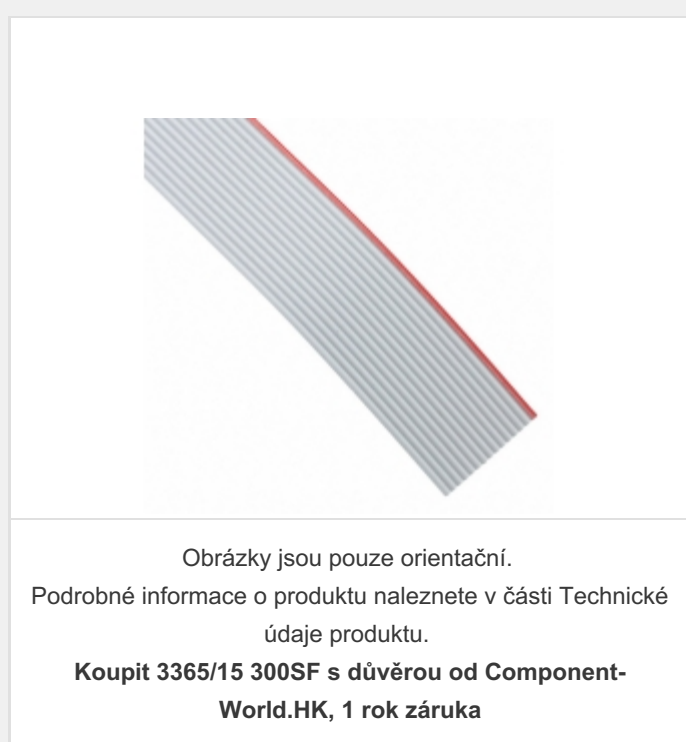 Obrázky jsou pouze orientační.
Podrobné informace o produktu naleznete v části Technické
údaje produktu.
Koupit 3365/15 300SF s důvěrou od Component-
World.HK, 1 rok záruka